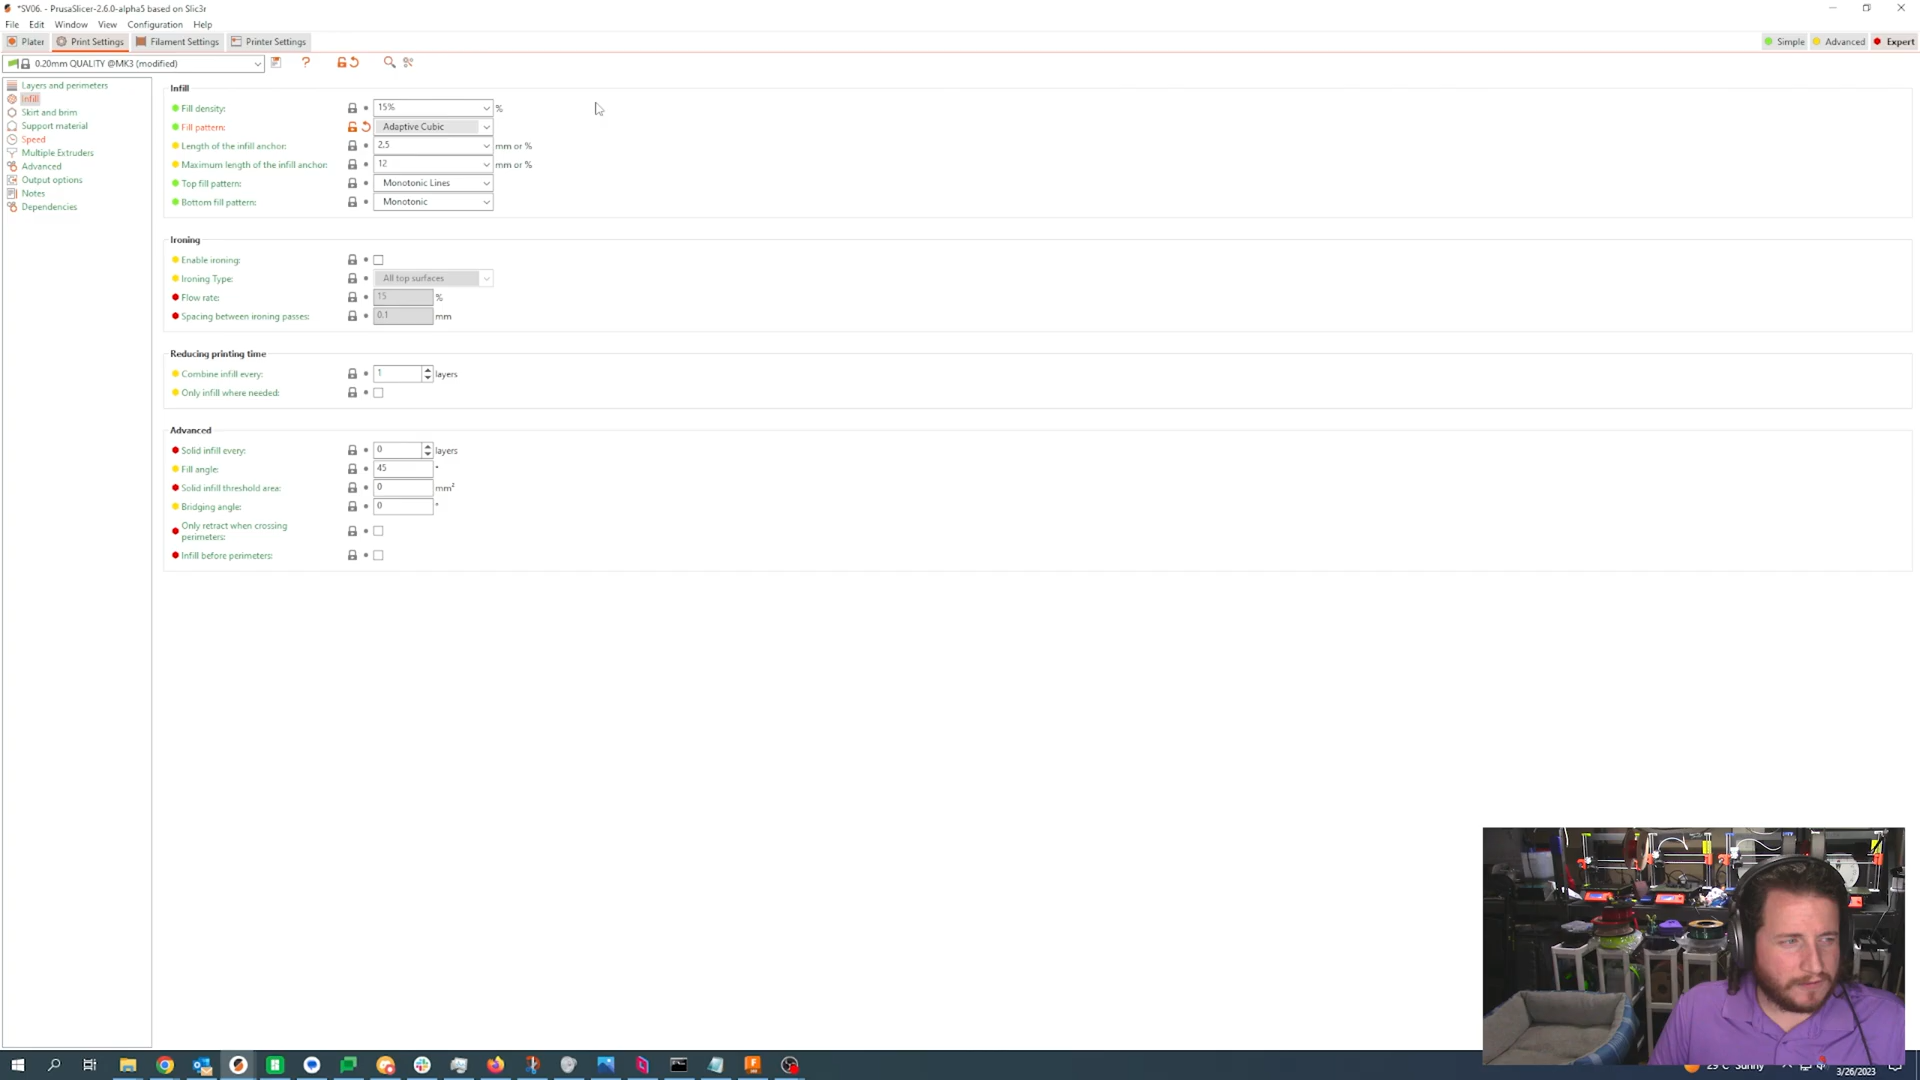 *SV06. - PrusaSlicer-2.6.0-alpha5 based on Slic3r
File Edit Window View Configuration Help
Plater Print Settings Filament Settings Printer Settings Simple Advanced Expert
0.20mm QUALITY @MK3 (modified) ?
Layers and perimeters
Infill
Skirt and brim
Support material
Speed
Multiple Extruders
Advanced
Output options
Notes
Dependencies
Infill
Fill density: 15% %
Fill pattern: Adaptive Cubic
Length of the infill anchor: 2.5 mm or %
Maximum length of the infill anchor: 12 mm or %
Top fill pattern: Monotonic Lines
Bottom fill pattern: Monotonic
Ironing
Enable ironing:
Ironing Type: All top surfaces
Flow rate: 15 %
Spacing between ironing passes: 0.1 mm
Reducing printing time
Combine infill every: 1 layers
Only infill where needed:
Advanced
Solid infill every: 0 layers
Fill angle: 45 °
Solid infill threshold area: 0 mm²
Bridging angle: 0 °
Only retract when crossing
perimeters:
Infill before perimeters:
29°C Sunny
3/26/2023